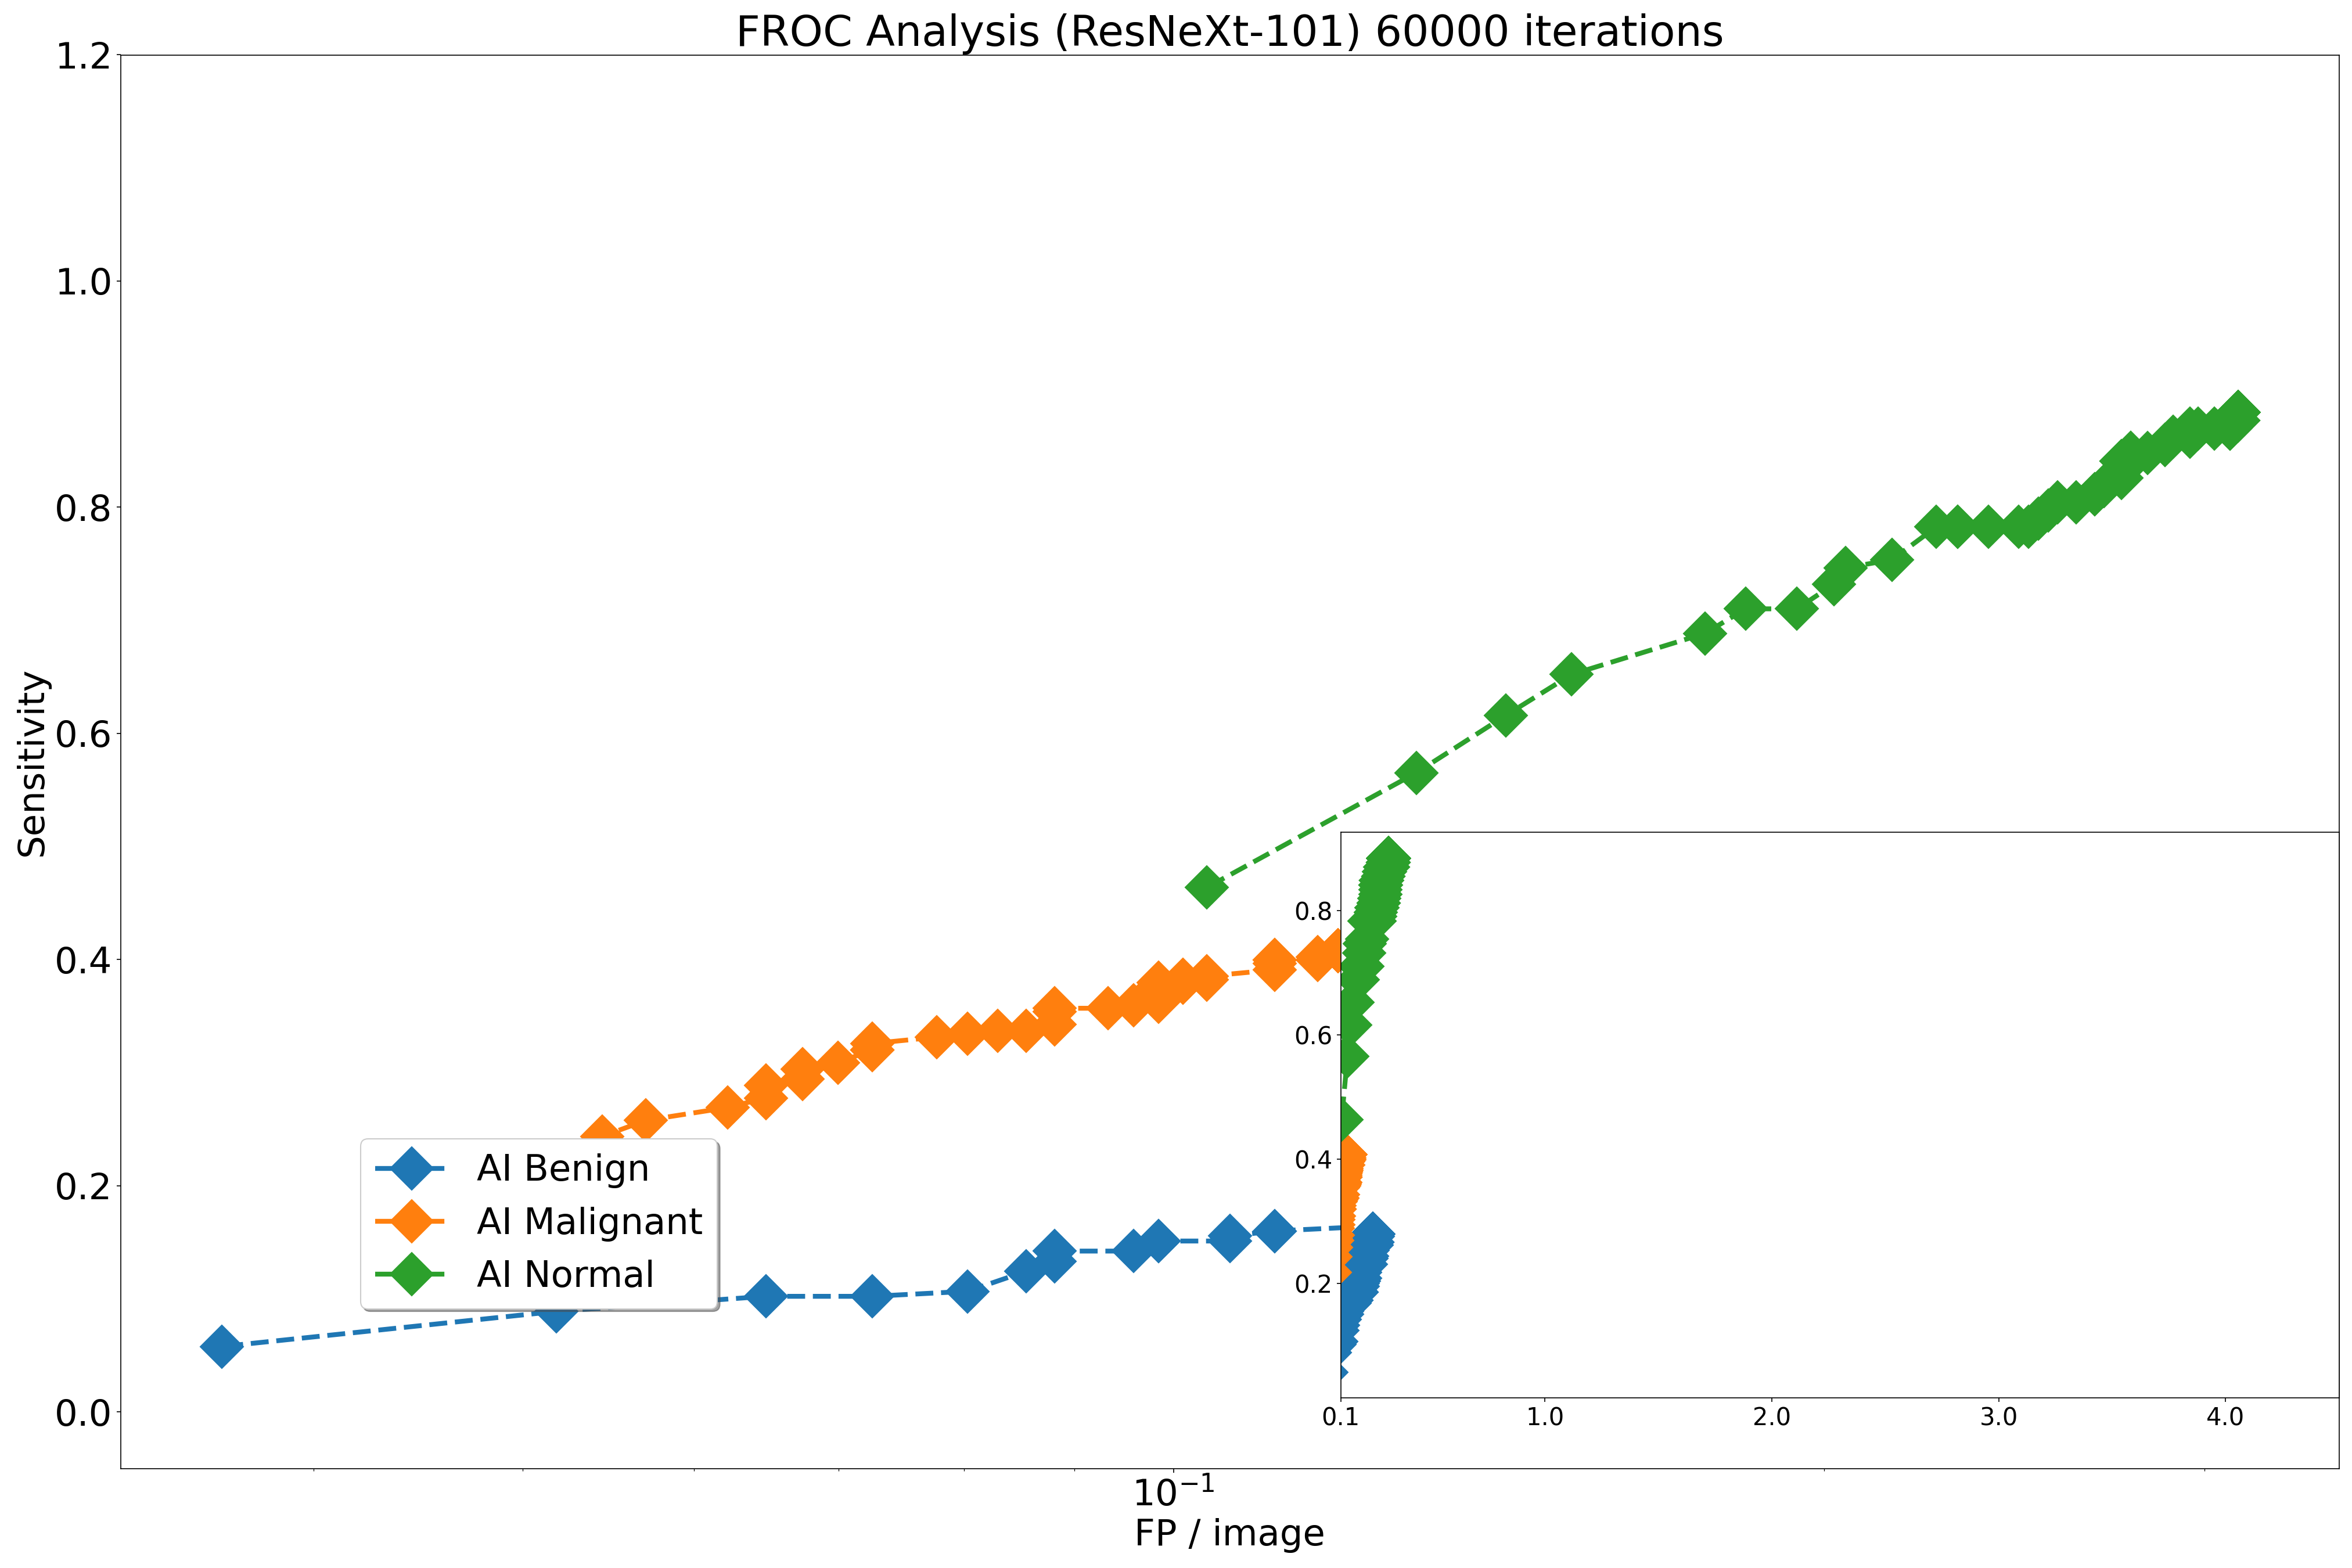 FROC Analysis (ResNeXt-101) 60000 iterations
1.2
1.0
0.8
0.6
0.4
0.2
0.0
Sensitivity
AI Benign
AI Malignant
AI Normal
0.8
0.6
0.4
0.2
0.1 1.0 2.0 3.0 4.0
10⁻¹
FP / image